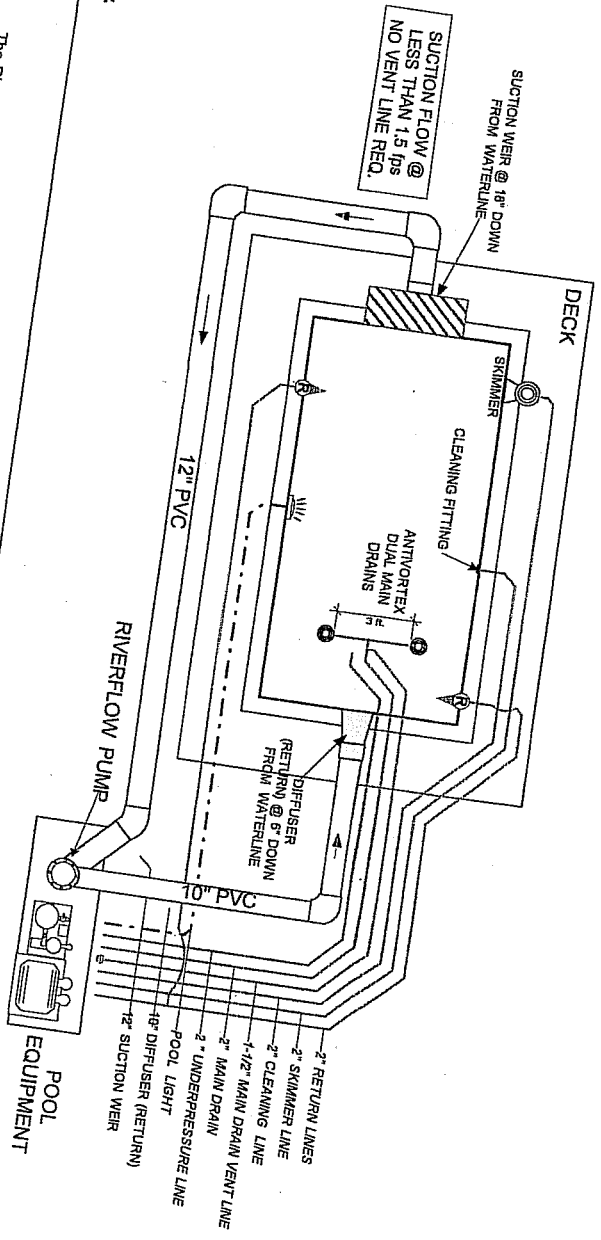 SUCTION FLOW @
LESS THAN 1.5 fps
NO VENT LINE REQ.
SUCTION WEIR @ 18" DOWN
FROM WATERLINE
DECK
SKIMMER
CLEANING FITTING
ANTIVORTEX
DUAL MAIN
DRAINS
3 ft.
R
R
12" PVC
RIVERFLOW PUMP
DIFFUSER
(RETURN) @ 6" DOWN
FROM WATERLINE
10" PVC
2" RETURN LINES
2" SKIMMER LINE
2" CLEANING LINE
1-1/2" MAIN DRAIN VENT LINE
2" MAIN DRAIN
2" UNDERPRESSURE LINE
POOL LIGHT
10" DIFFUSER (RETURN)
12" SUCTION WEIR
POOL
EQUIPMENT
The